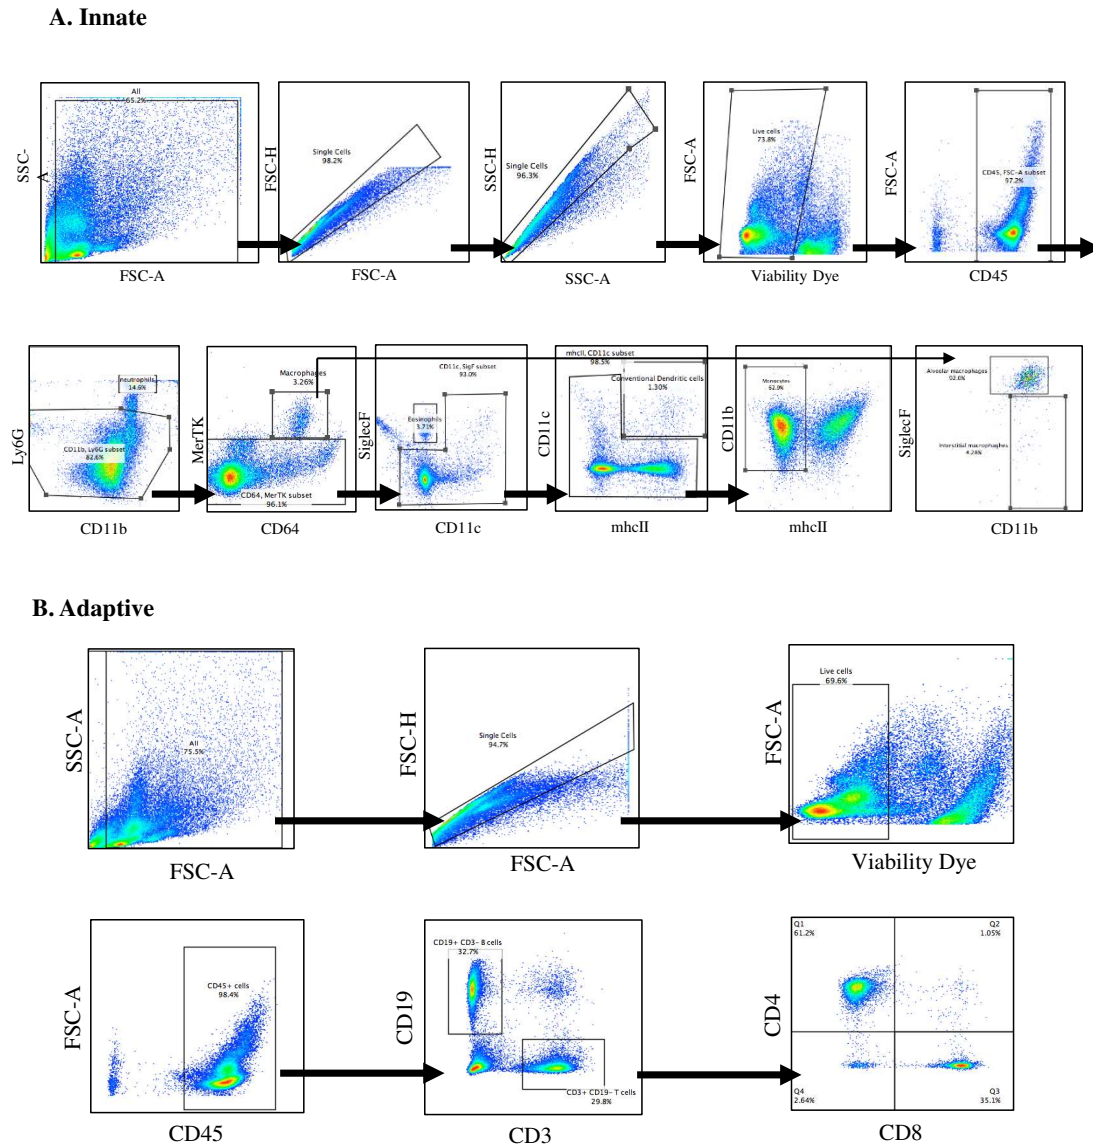 A. Innate
SSC-
A
All
65.2%
FSC-A
FSC-H
Single Cells
98.2%
FSC-A
SSC-H
Single Cells
96.3%
SSC-A
FSC-A
Live cells
73.8%
Viability Dye
FSC-A
CD45, FSC-A subset
97.2%
CD45
Ly6G
neutrophils
14.6%
CD11b, Ly6G subset
82.6%
CD11b
MerTK
Macrophages
3.26%
CD64, MerTK subset
96.1%
CD64
SiglecF
CD11c, SigF subset
93.0%
Eosinophils
3.71%
CD11c
CD11c
mhcII, CD11c subset
98.5%
Conventional Dendritic cells
1.30%
mhcII
CD11b
Monocytes
62.9%
mhcII
SiglecF
Alveolar macrophages
92.6%
Interstitial macrophaghes
4.28%
CD11b
B. Adaptive
SSC-A
All
75.5%
FSC-A
FSC-H
Single Cells
94.7%
FSC-A
FSC-A
Live cells
69.6%
Viability Dye
FSC-A
CD45+ cells
98.4%
CD45
CD19
CD19+ CD3- B cells
32.7%
CD3+ CD19- T cells
29.8%
CD3
CD4
Q1
61.2%
Q2
1.05%
Q4
2.64%
Q3
35.1%
CD8